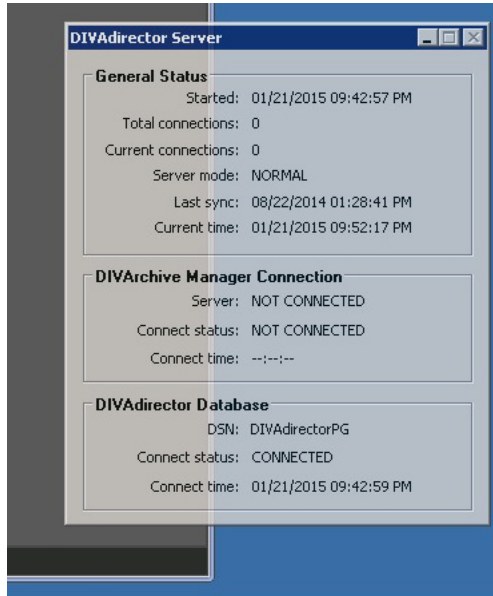 DIVAdirector Server
General Status
Started: 01/21/2015 09:42:57 PM
Total connections: 0
Current connections: 0
Server mode: NORMAL
Last sync: 08/22/2014 01:28:41 PM
Current time: 01/21/2015 09:52:17 PM
DIVArchive Manager Connection
Server: NOT CONNECTED
Connect status: NOT CONNECTED
Connect time: --:--:--
DIVAdirector Database
DSN: DIVAdirectorPG
Connect status: CONNECTED
Connect time: 01/21/2015 09:42:59 PM